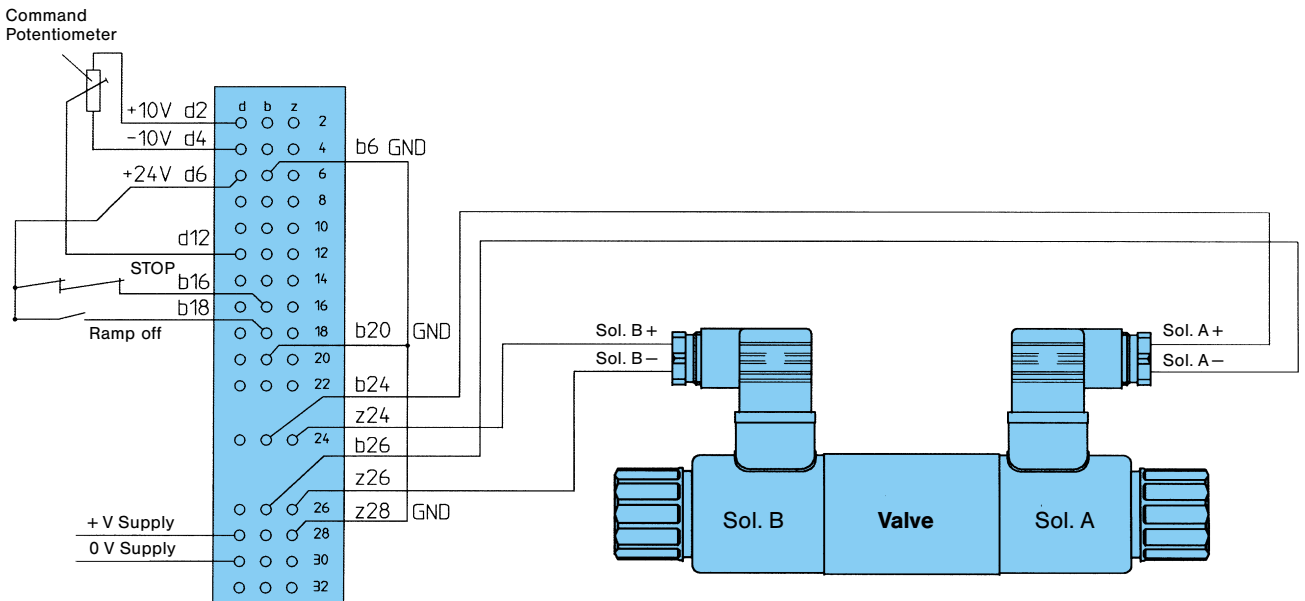 Command
Potentiometer
+10V d2
-10V d4
+24V d6
d12
STOP
b16
b18
Ramp off
+ V Supply
0 V Supply
d b z
2
4
6
8
10
12
14
16
18
20
22
24
26
28
30
32
b6 GND
b20 GND
b24
z24
b26
z26
z28 GND
Sol. B+
Sol. B–
Sol. A+
Sol. A–
Sol. B
Valve
Sol. A